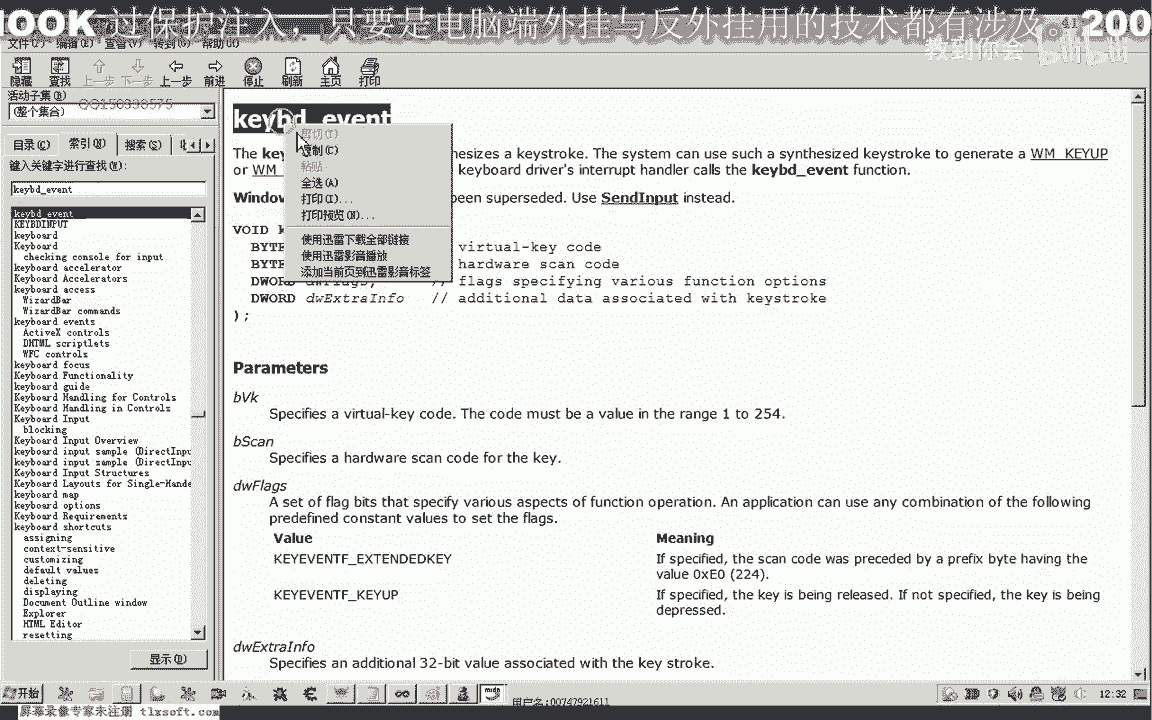 HOOK 过保护注入，只要是电脑端外挂与反外挂用的技术都有涉及。41 200
教到你会 bilibili
文件(F) 编辑(E) 查看(V) 转到(G) 帮助(H)
隐藏 查找 上一步 下一步 上一步 前进 停止 刷新 主页 打印
活动子集(B)
QQ150330575
(整个集合)
目录(C) 索引(N) 搜索(S)
键入关键字进行查找(W):
keybd_event
keybd_event
KEYBDINPUT
keyboard
Keyboard
checking console for input
keyboard accelerator
Keyboard Accelerators
keyboard access
WizardBar
WizardBar commands
keyboard events
ActiveX controls
DHTML scriptlets
WFC controls
keyboard focus
Keyboard Functionality
keyboard guide
Keyboard Handling for Controls
Keyboard Handling in Controls
Keyboard Input
blocking
Keyboard Input Overview
keyboard input sample (DirectInpu
keyboard input sample (DirectInpu
Keyboard Input Structures
Keyboard Layouts for Single-Hande
keyboard map
keyboard options
Keyboard Requirements
keyboard shortcuts
assigning
context-sensitive
customizing
default values
deleting
displaying
Document Outline window
Explorer
HTML Editor
resetting
显示(D)
keybd_event
剪切(T)
复制(C)
粘贴
全选(A)
打印(I)...
打印预览(N)...
使用迅雷下载全部链接
使用迅雷影音播放
添加当前页到迅雷影音标签
The key hesizes a keystroke. The system can use such a synthesized keystroke to generate a WM_KEYUP
or WM_ keyboard driver's interrupt handler calls the keybd_event function.
Window been superseded. Use SendInput instead.
VOID k
BYTE virtual-key code
BYTE hardware scan code
DWORD dwFlags, // flags specifying various function options
DWORD dwExtraInfo // additional data associated with keystroke
);
Parameters
bVk
Specifies a virtual-key code. The code must be a value in the range 1 to 254.
bScan
Specifies a hardware scan code for the key.
dwFlags
A set of flag bits that specify various aspects of function operation. An application can use any combination of the following
predefined constant values to set the flags.
Value Meaning
KEYEVENTF_EXTENDEDKEY If specified, the scan code was preceded by a prefix byte having the
value 0xE0 (224).
KEYEVENTF_KEYUP If specified, the key is being released. If not specified, the key is being
depressed.
dwExtraInfo
Specifies an additional 32-bit value associated with the key stroke.
开始 用户名:00747921611 12:32
屏幕录像专家未注册 tlxsoft.com